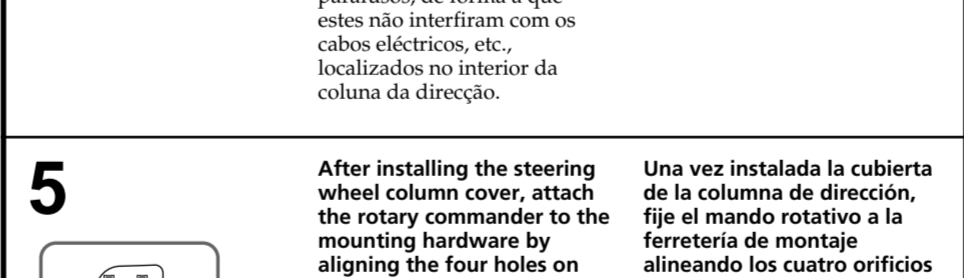 estes não interfiram com os
cabos eléctricos, etc.,
localizados no interior da
coluna da direcção.
5
After installing the steering
wheel column cover, attach
the rotary commander to the
mounting hardware by
aligning the four holes on
Una vez instalada la cubierta
de la columna de dirección,
fije el mando rotativo a la
ferretería de montaje
alineando los cuatro orificios